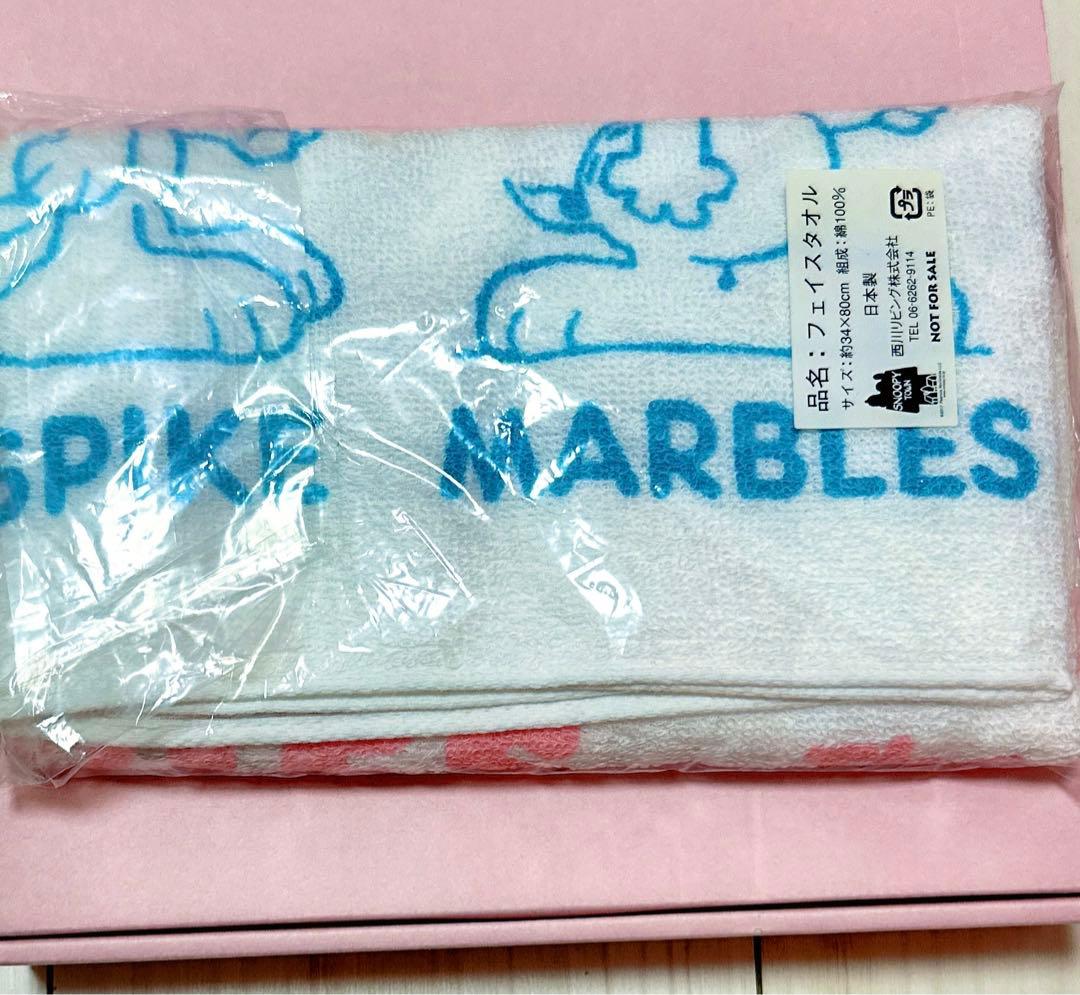 SPIKE MARBLES
品名：フェイスタオル
サイズ：約34×80cm 組成：綿100%
日本製
西川リビング株式会社
TEL 06-6262-9114
NOT FOR SALE
SNOOPY
TOWN
プラ
PE：袋